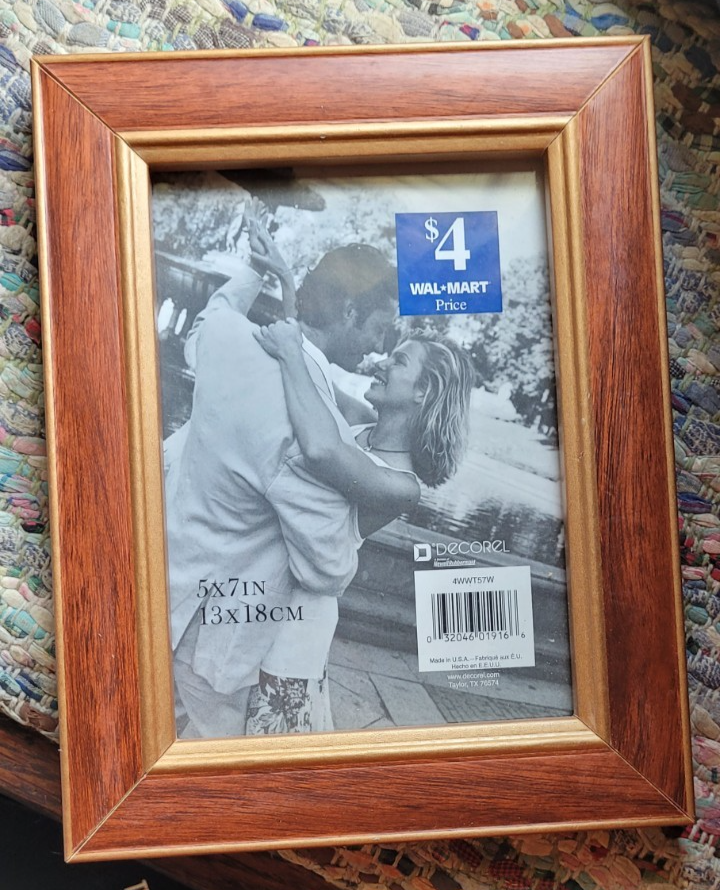 $4
WAL★MART
Price
DECOREL
5X7IN
13X18CM
4WWT57W
0 32046 01916 6
Made in U.S.A. – Fabriqué aux É.U.
Hecho en E.E.U.U.
www.decorel.com
Taylor, TX 76574